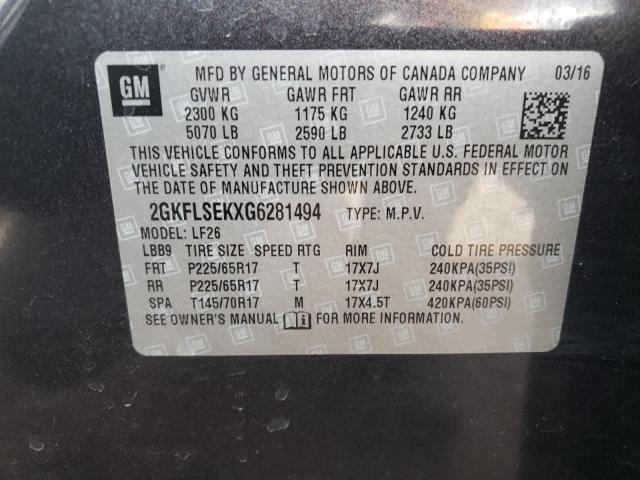 GM
MFD BY GENERAL MOTORS OF CANADA COMPANY 03/16
GVWR GAWR FRT GAWR RR
2300 KG 1175 KG 1240 KG
5070 LB 2590 LB 2733 LB
THIS VEHICLE CONFORMS TO ALL APPLICABLE U.S. FEDERAL MOTOR
VEHICLE SAFETY AND THEFT PREVENTION STANDARDS IN EFFECT ON
THE DATE OF MANUFACTURE SHOWN ABOVE.
2GKFLSEKXG6281494 TYPE: M.P.V.
MODEL: LF26
LBB9 TIRE SIZE SPEED RTG RIM COLD TIRE PRESSURE
FRT P225/65R17 T 17X7J 240KPA(35PSI)
RR P225/65R17 T 17X7J 240KPA(35PSI)
SPA T145/70R17 M 17X4.5T 420KPA(60PSI)
SEE OWNER'S MANUAL FOR MORE INFORMATION.